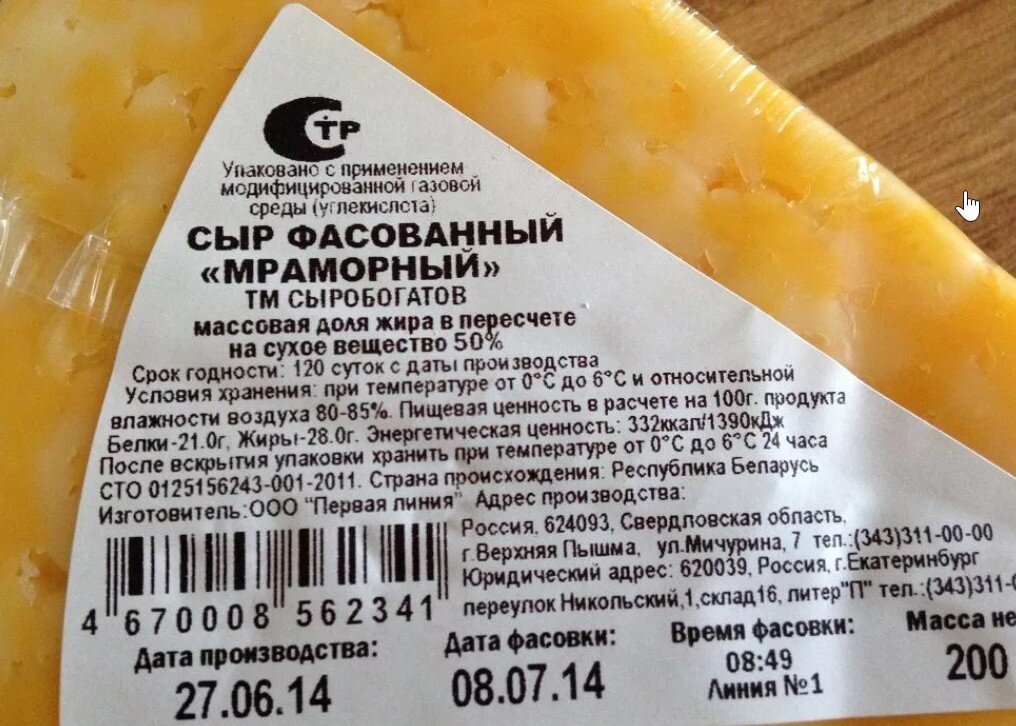 СТР
Упаковано с применением
модифицированной газовой
среды (углекислота)
СЫР ФАСОВАННЫЙ
«МРАМОРНЫЙ»
ТМ СЫРОБОГАТОВ
массовая доля жира в пересчете
на сухое вещество 50%
Срок годности: 120 суток с даты производства
Условия хранения: при температуре от 0°С до 6°С и относительной
влажности воздуха 80-85%. Пищевая ценность в расчете на 100г. продукта
Белки-21.0г, Жиры-28.0г. Энергетическая ценность: 332ккал/1390кДж
После вскрытия упаковки хранить при температуре от 0°С до 6°С 24 часа
СТО 0125156243-001-2011. Страна происхождения: Республика Беларусь
Изготовитель:ООО "Первая линия" Адрес производства:
Россия, 624093, Свердловская область,
г.Верхняя Пышма, ул.Мичурина, 7 тел.:(343)311-00-00
Юридический адрес: 620039, Россия, г.Екатеринбург
переулок Никольский,1,склад16, литер"П" тел.:(343)311-
4 670008 562341
Дата производства: Дата фасовки: Время фасовки: Масса не
27.06.14 08.07.14 08:49 200
Линия №1